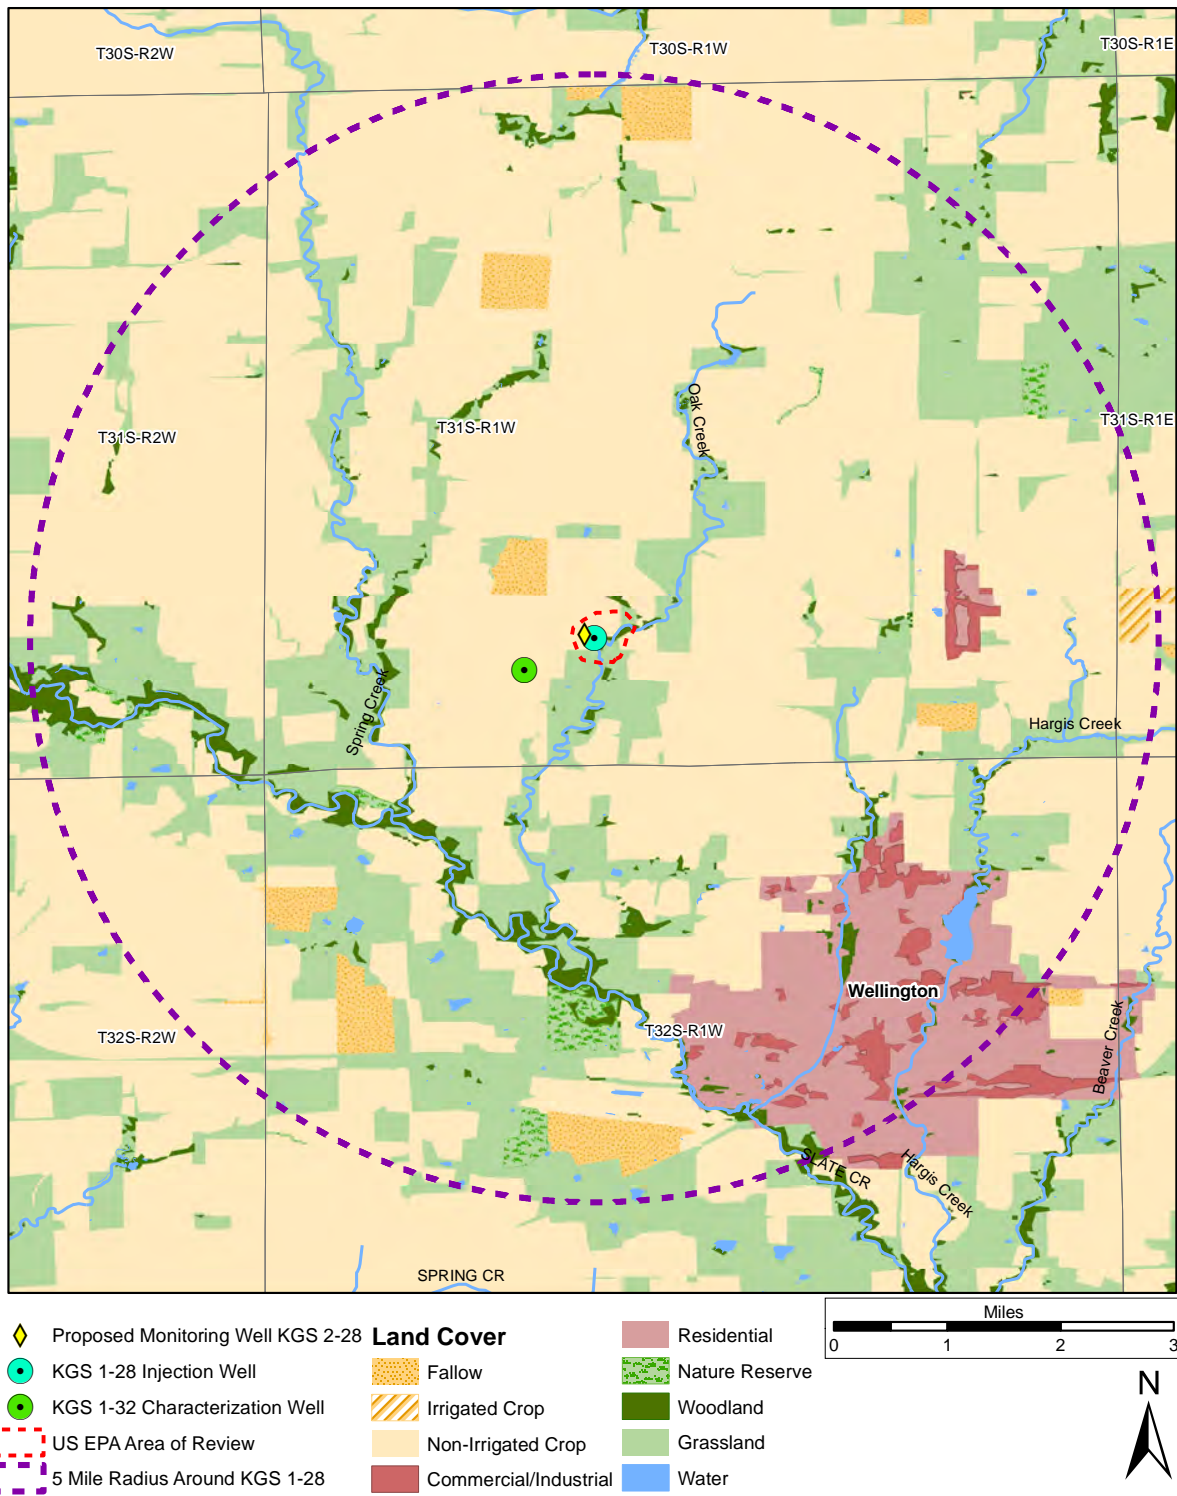 T30S-R2W
T30S-R1W
T30S-R1E
Oak Creek
T31S-R2W
T31S-R1W
T31S-R1E
Spring Creek
Hargis Creek
Wellington
T32S-R2W
T32S-R1W
Beaver Creek
SLATE CR
Hargis Creek
SPRING CR
Proposed Monitoring Well KGS 2-28
KGS 1-28 Injection Well
KGS 1-32 Characterization Well
US EPA Area of Review
5 Mile Radius Around KGS 1-28
Land Cover
Fallow
Irrigated Crop
Non-Irrigated Crop
Commercial/Industrial
Residential
Nature Reserve
Woodland
Grassland
Water
Miles
0 1 2 3
N